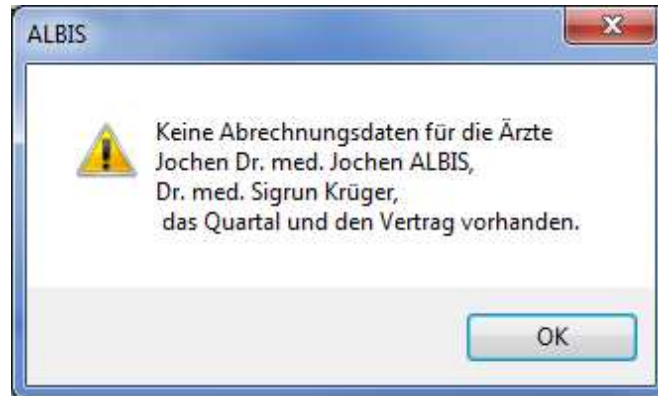 ALBIS
Keine Abrechnungsdaten für die Ärzte
Jochen Dr. med. Jochen ALBIS,
Dr. med. Sigrun Krüger,
das Quartal und den Vertrag vorhanden.
OK